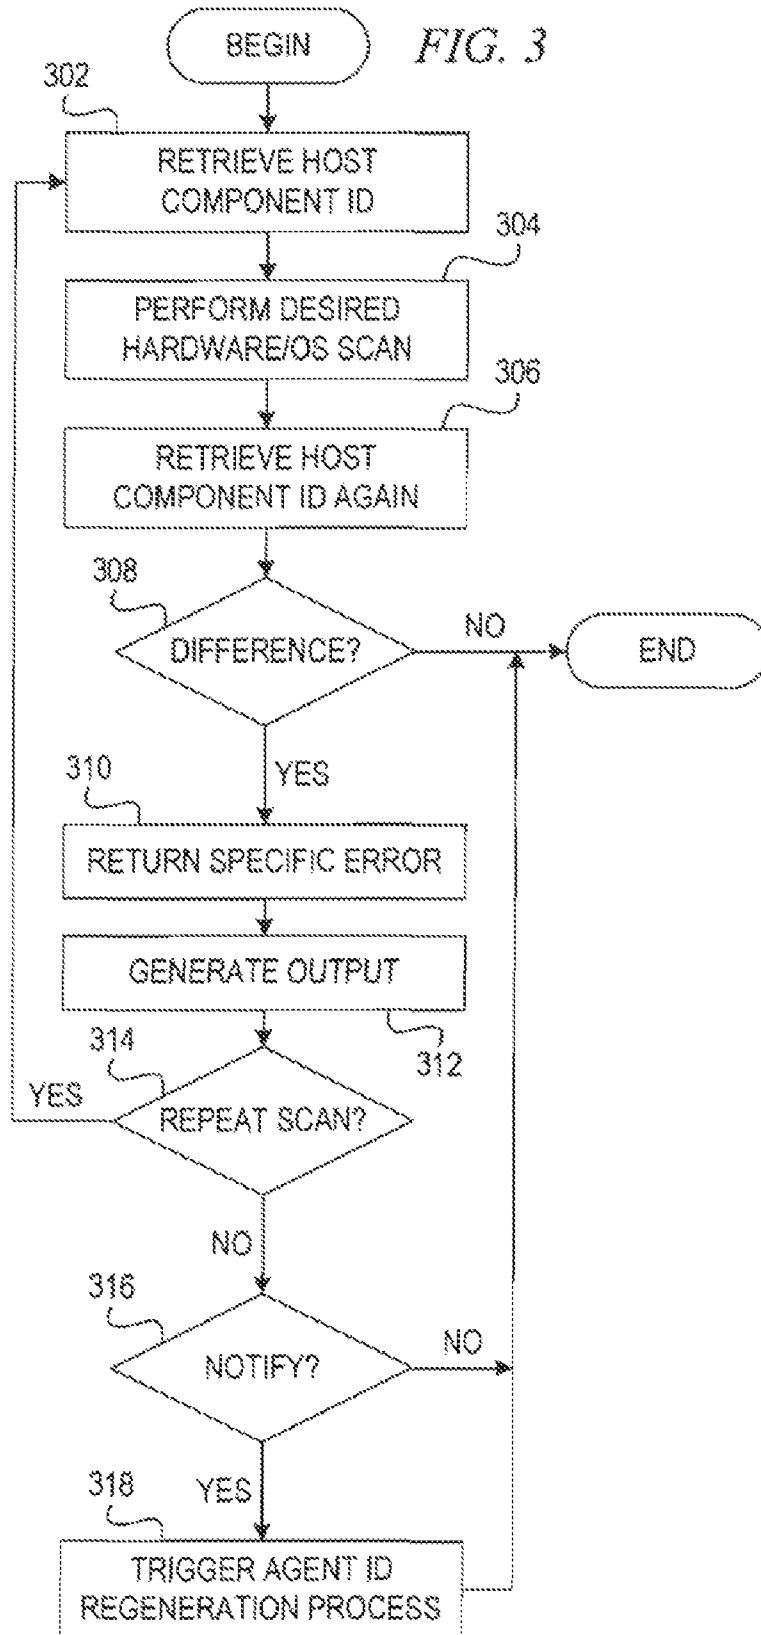 BEGIN
FIG. 3
302
RETRIEVE HOST
COMPONENT ID
304
PERFORM DESIRED
HARDWARE/OS SCAN
306
RETRIEVE HOST
COMPONENT ID AGAIN
308
DIFFERENCE?
NO
END
YES
310
RETURN SPECIFIC ERROR
GENERATE OUTPUT
312
314
YES
REPEAT SCAN?
NO
316
NOTIFY?
NO
YES
318
TRIGGER AGENT ID
REGENERATION PROCESS